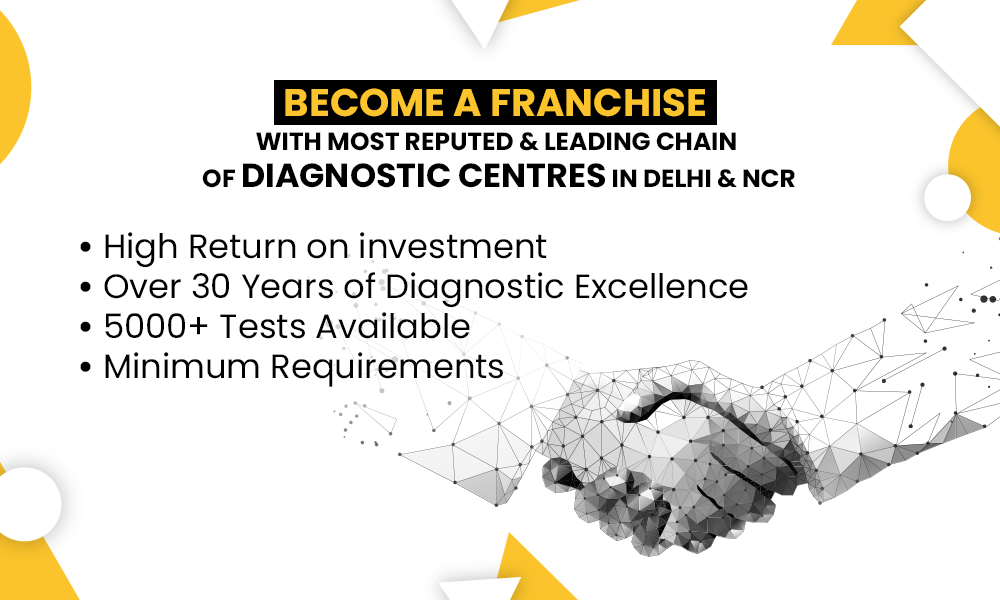 BECOME A FRANCHISE
WITH MOST REPUTED & LEADING CHAIN
OF DIAGNOSTIC CENTRES IN DELHI & NCR
• High Return on investment
• Over 30 Years of Diagnostic Excellence
• 5000+ Tests Available
• Minimum Requirements